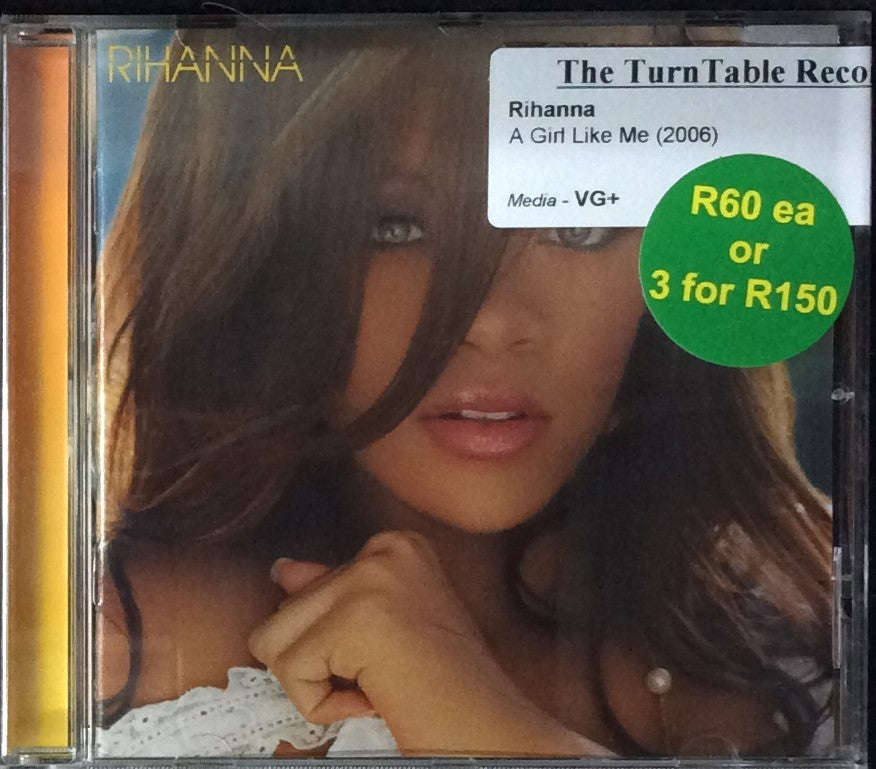 RIHANNA
The TurnTable Reco
Rihanna
A Girl Like Me (2006)
Media - VG+
R60 ea
or
3 for R150